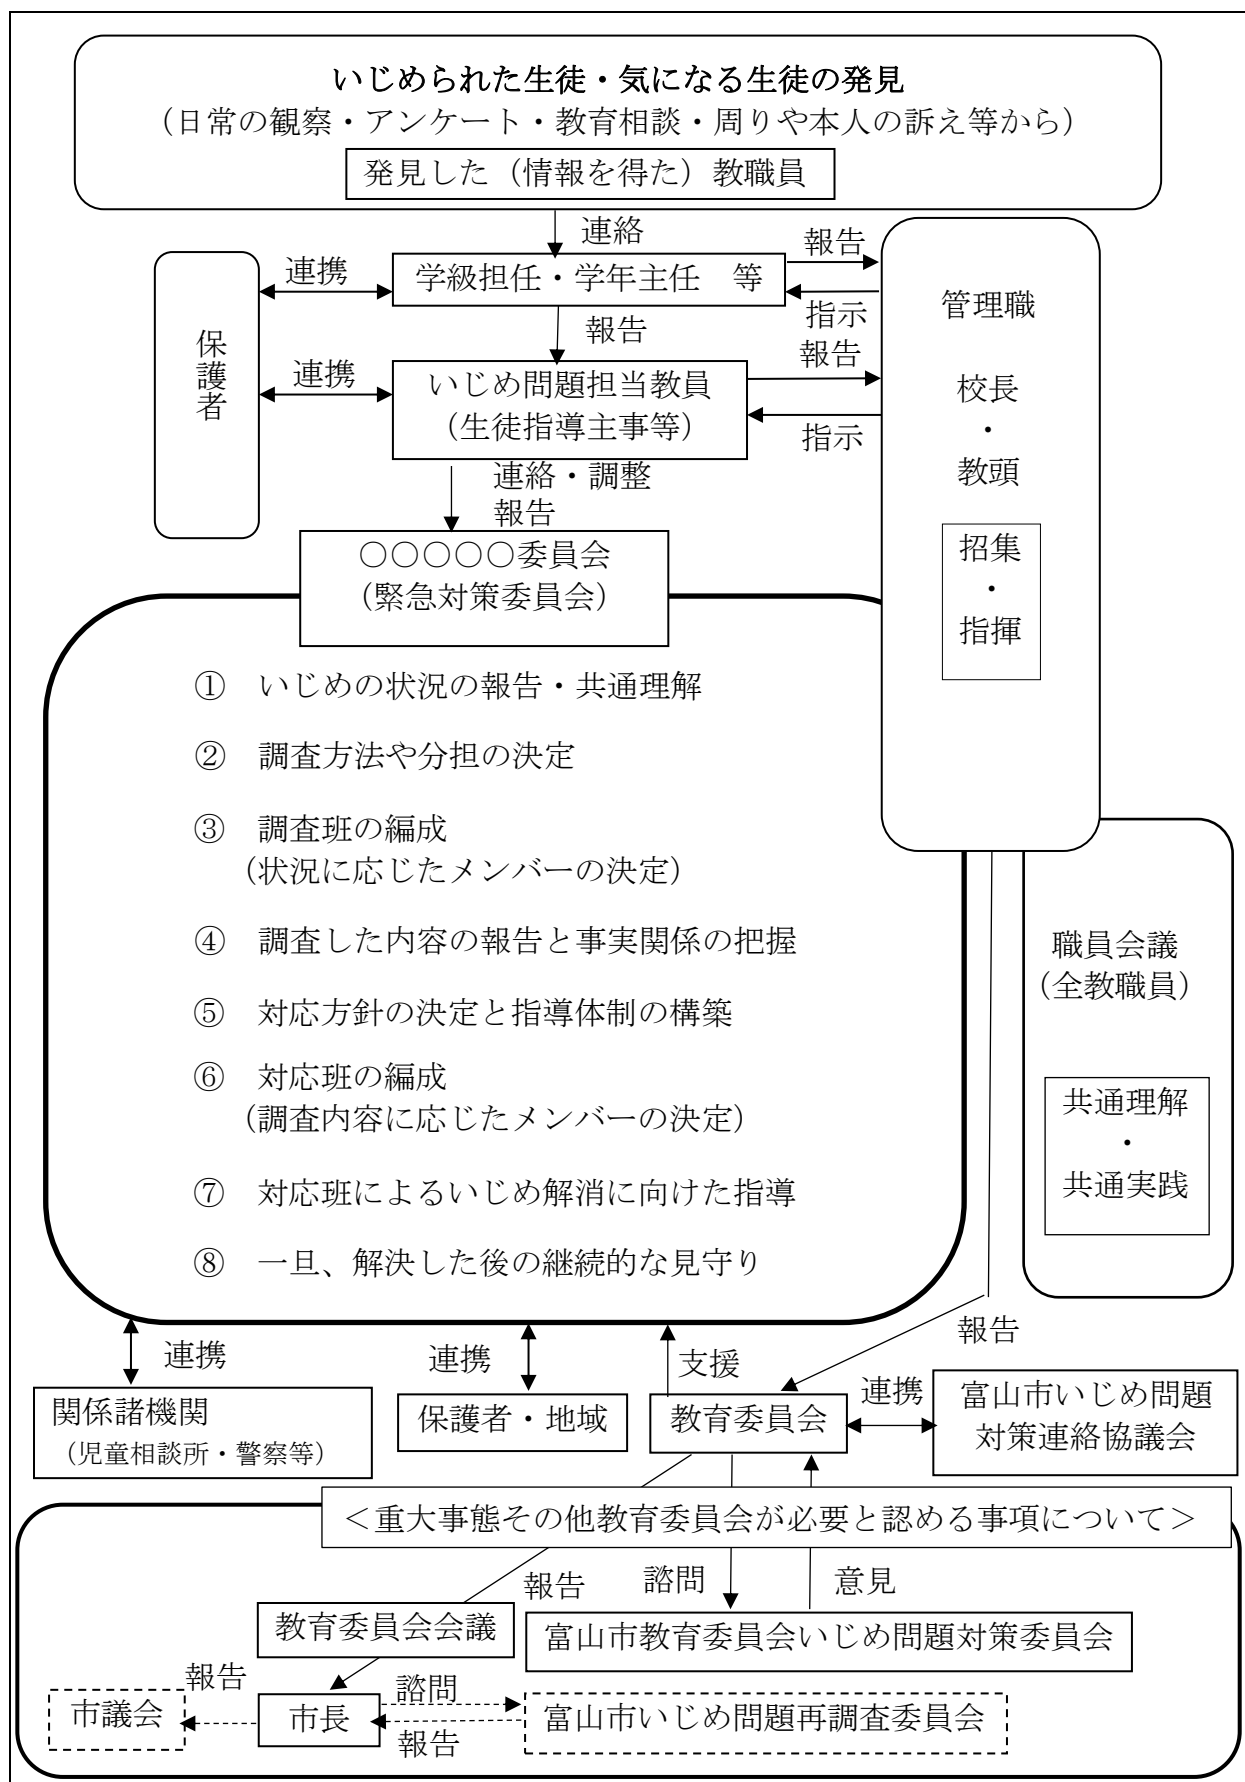 いじめられた生徒・気になる生徒の発見
（日常の観察・アンケート・教育相談・周りや本人の訴え等から）
発見した（情報を得た）教職員
連絡
報告
連携
学級担任・学年主任　等
指示
管理職
校長
・
教頭
招集
・
指揮
保護者
報告
報告
連携
いじめ問題担当教員
（生徒指導主事等）
指示
連絡・調整
報告
○○○○○委員会
（緊急対策委員会）
①　いじめの状況の報告・共通理解
②　調査方法や分担の決定
③　調査班の編成
（状況に応じたメンバーの決定）
④　調査した内容の報告と事実関係の把握
⑤　対応方針の決定と指導体制の構築
⑥　対応班の編成
（調査内容に応じたメンバーの決定）
⑦　対応班によるいじめ解消に向けた指導
⑧　一旦、解決した後の継続的な見守り
職員会議
（全教職員）
共通理解
・
共通実践
連携
連携
支援
報告
関係諸機関
（児童相談所・警察等）
保護者・地域
教育委員会
連携
富山市いじめ問題
対策連絡協議会
＜重大事態その他教育委員会が必要と認める事項について＞
報告
諮問
意見
教育委員会会議
富山市教育委員会いじめ問題対策委員会
報告
諮問
市議会
市長
富山市いじめ問題再調査委員会
報告